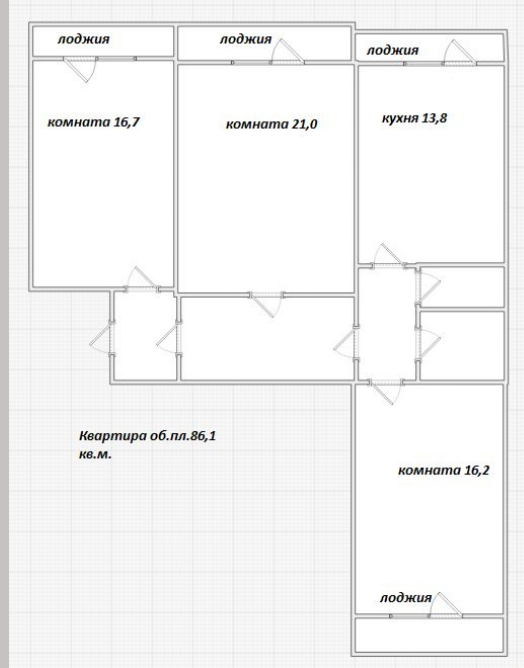 лоджия
лоджия
лоджия
комната 16,7
комната 21,0
кухня 13,8
Квартира об.пл.86,1
кв.м.
комната 16,2
лоджия